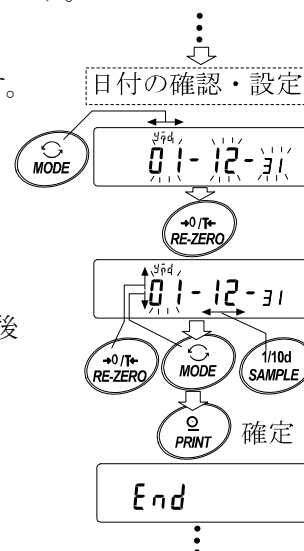 す。
日付の確認・設定
MODE
ymd
01-12-31
→0/T←
RE-ZERO
ymd
01-12-31
後
→0/T←
RE-ZERO
MODE
1/10d
SAMPLE
PRINT
確定
End